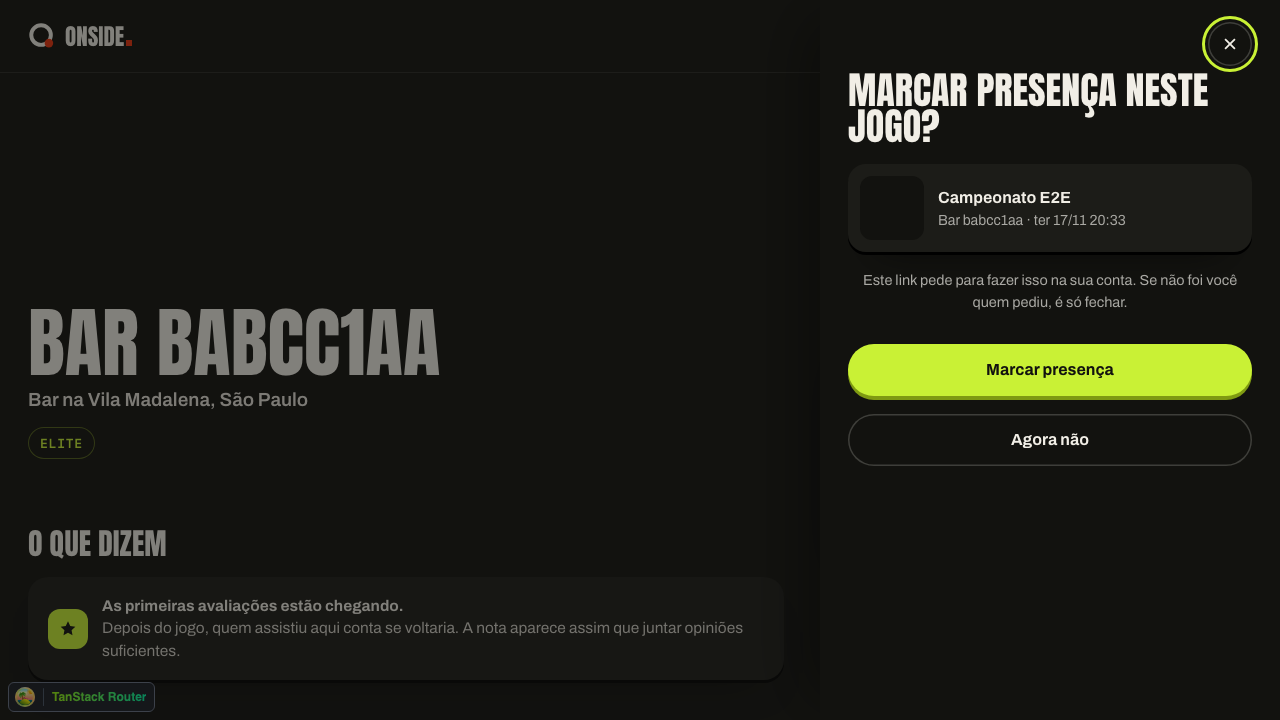 ONSIDE.
BAR BABCC1AA
Bar na Vila Madalena, São Paulo
ELITE
O QUE DIZEM
As primeiras avaliações estão chegando.
Depois do jogo, quem assistiu aqui conta se voltaria. A nota aparece assim que juntar opiniões
suficientes.
TanStack Router
MARCAR PRESENÇA NESTE
JOGO?
Campeonato E2E
Bar babcc1aa · ter 17/11 20:33
Este link pede para fazer isso na sua conta. Se não foi você
quem pediu, é só fechar.
Marcar presença
Agora não